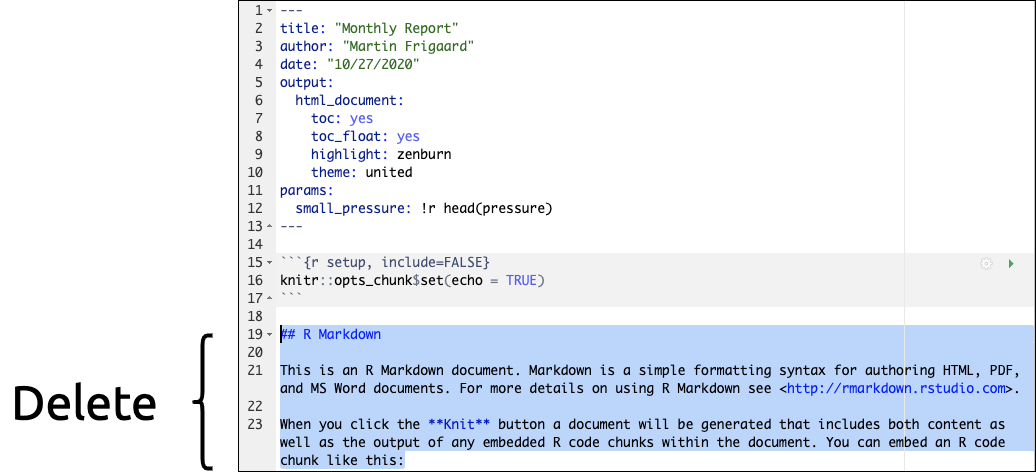 1 ---
2 title: "Monthly Report"
3 author: "Martin Frigaard"
4 date: "10/27/2020"
5 output:
6   html_document:
7     toc: yes
8     toc_float: yes
9     highlight: zenburn
10     theme: united
11 params:
12   small_pressure: !r head(pressure)
13 ---
14
15 ```{r setup, include=FALSE}
16 knitr::opts_chunk$set(echo = TRUE)
17 ```
18
19 ## R Markdown
20
21 This is an R Markdown document. Markdown is a simple formatting syntax for authoring HTML, PDF,
and MS Word documents. For more details on using R Markdown see <http://rmarkdown.rstudio.com>.
22
23 When you click the **Knit** button a document will be generated that includes both content as
well as the output of any embedded R code chunks within the document. You can embed an R code
chunk like this:
Delete